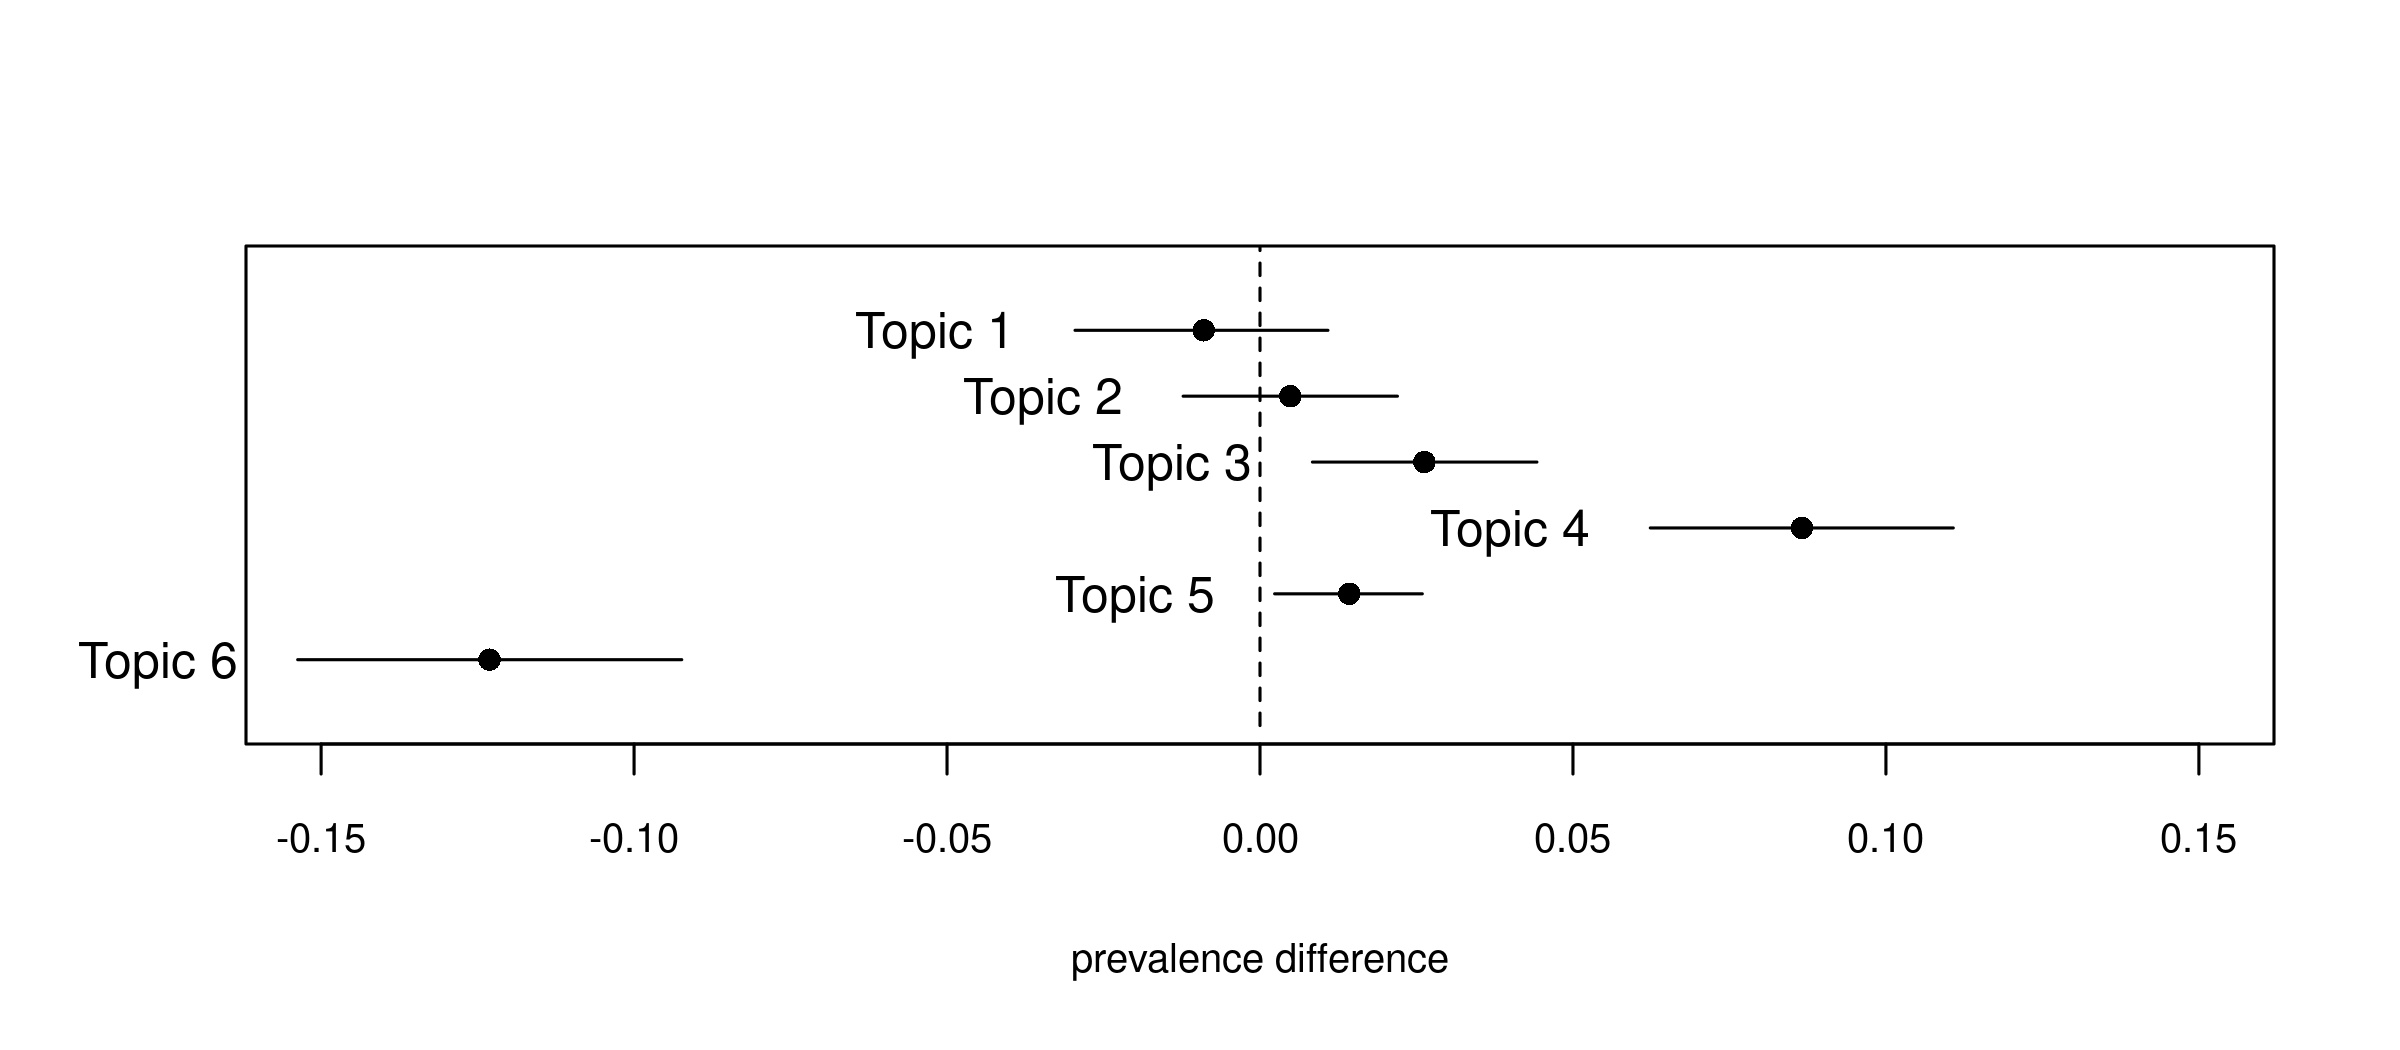 Topic 1
Topic 2
Topic 3
Topic 4
Topic 5
Topic 6
-0.15 -0.10 -0.05 0.00 0.05 0.10 0.15
prevalence difference